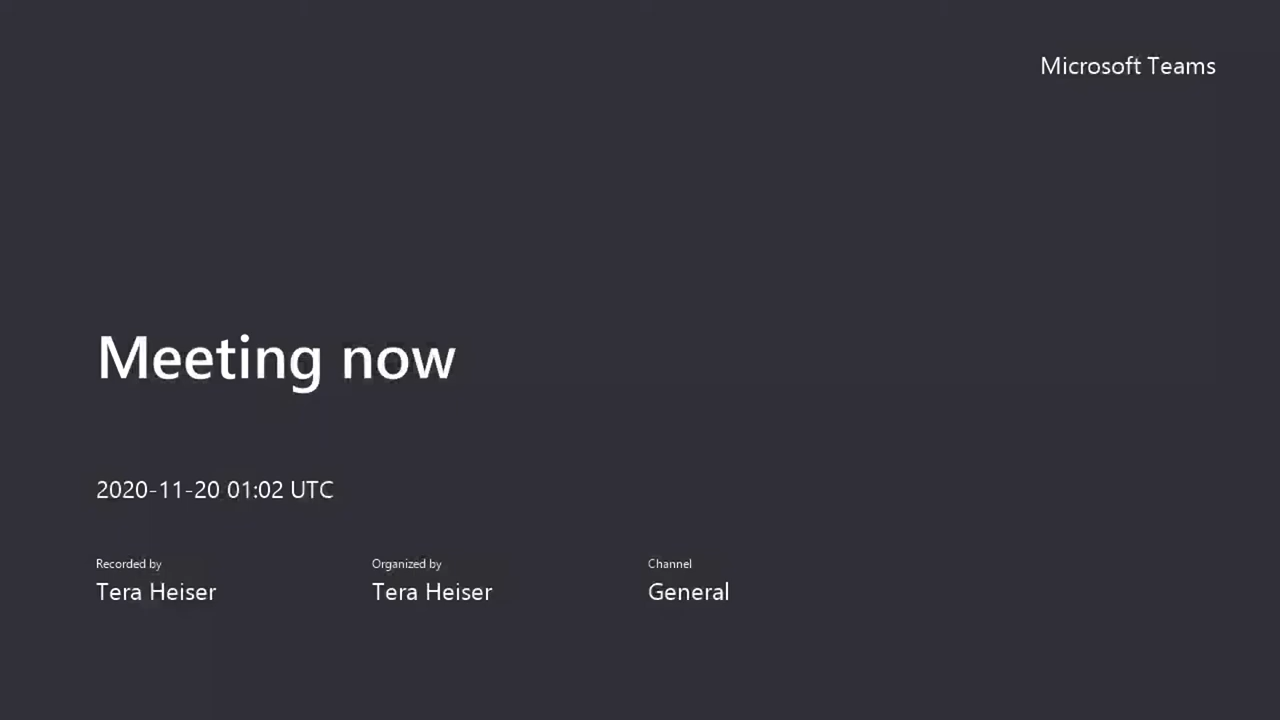 Microsoft Teams
Meeting now
2020-11-20 01:02 UTC
Recorded by
Tera Heiser
Organized by
Tera Heiser
Channel
General